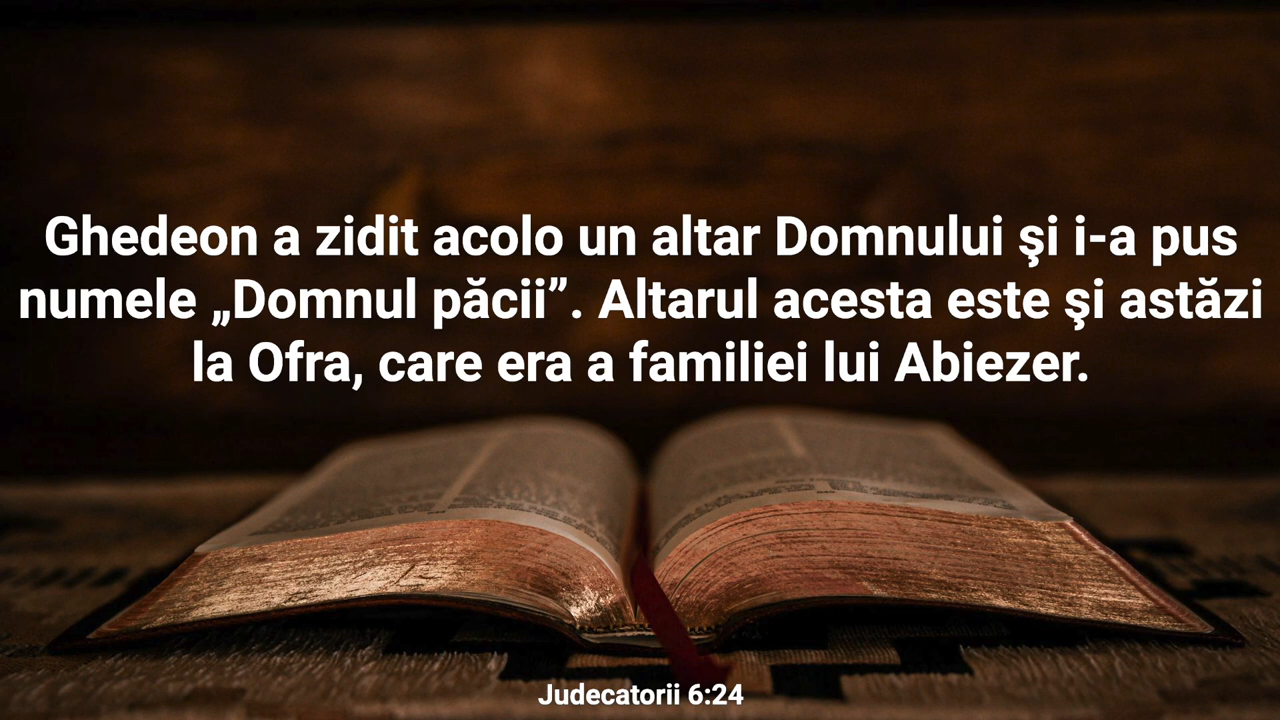 Ghedeon a zidit acolo un altar Domnului şi i-a pus
numele „Domnul păcii”. Altarul acesta este şi astăzi
la Ofra, care era a familiei lui Abiezer.
Judecatorii 6:24